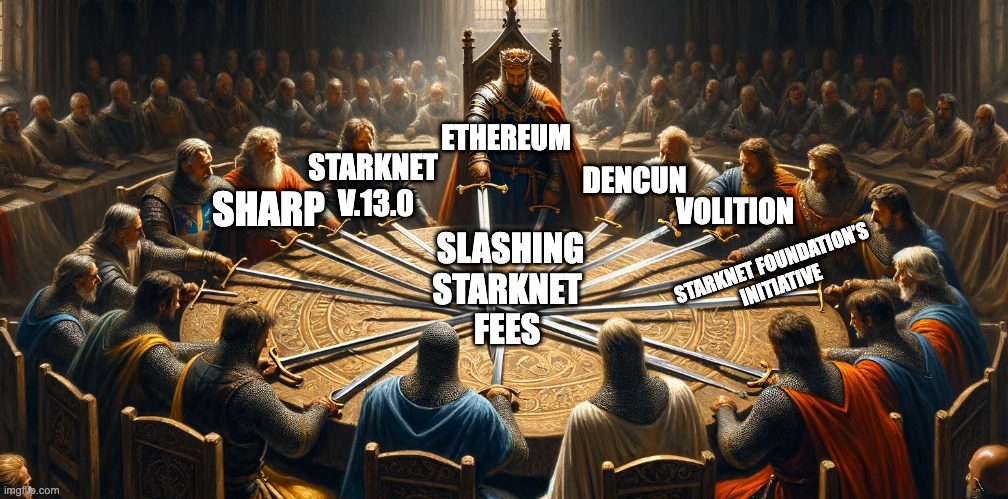 ETHEREUM
STARKNET
V.13.0
SHARP
DENCUN
VOLITION
STARKNET FOUNDATION'S
INITIATIVE
SLASHING
STARKNET
FEES
imgflip.com